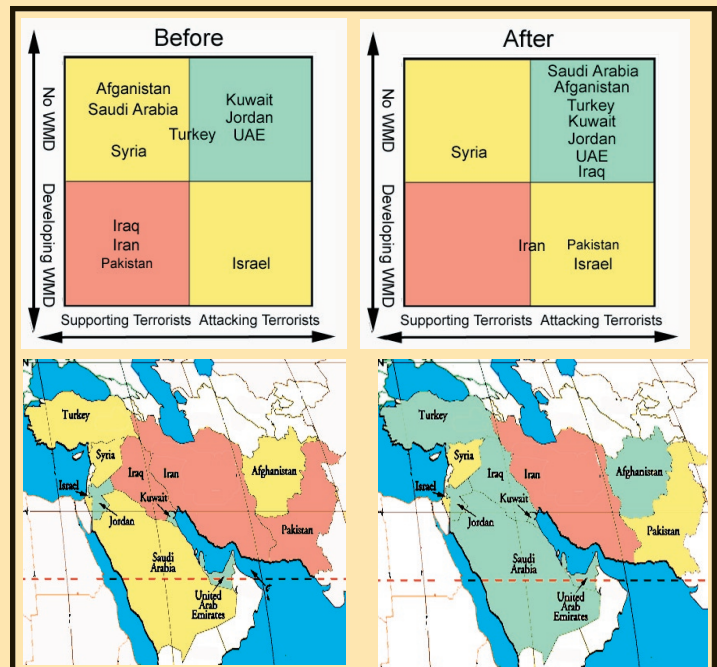 Before
No WMD
Developing WMD
Afganistan
Saudi Arabia
Syria
Turkey
Kuwait
Jordan
UAE
Iraq
Iran
Pakistan
Israel
Supporting Terrorists
Attacking Terrorists
After
No WMD
Developing WMD
Syria
Saudi Arabia
Afganistan
Turkey
Kuwait
Jordan
UAE
Iraq
Iran
Pakistan
Israel
Supporting Terrorists
Attacking Terrorists
Turkey
Syria
Israel
Iraq
Iran
Afghanistan
Kuwait
Jordan
Pakistan
Saudi
Arabia
United
Arab
Emirates
Turkey
Syria
Israel
Iraq
Iran
Afghanistan
Kuwait
Jordan
Pakistan
Saudi
Arabia
United
Arab
Emirates